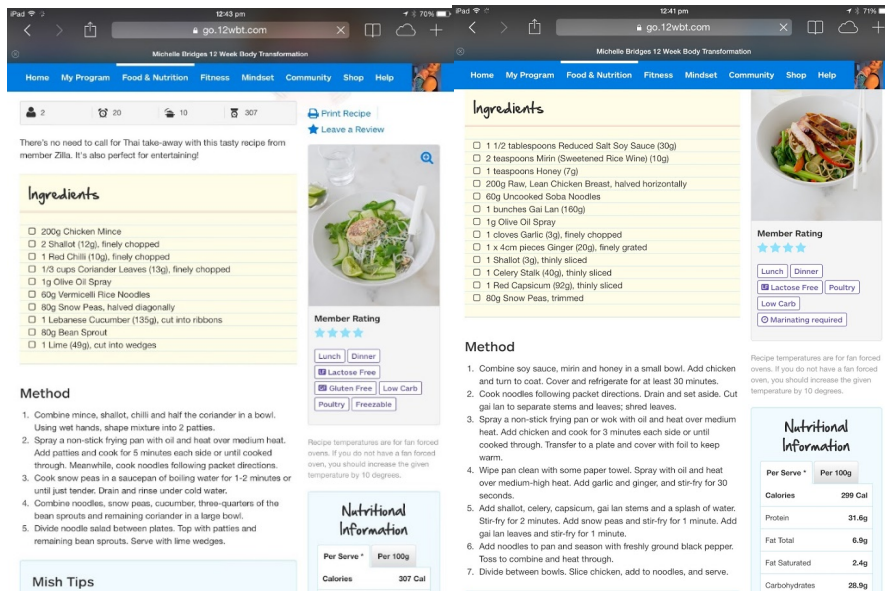 iPad
12:43 pm
70%
go.12wbt.com
Michelle Bridges 12 Week Body Transformation
Home My Program Food & Nutrition Fitness Mindset Community Shop Help
2 20 10 307
Print Recipe
Leave a Review
There's no need to call for Thai take-away with this tasty recipe from
member Zilla. It's also perfect for entertaining!
Ingredients
200g Chicken Mince
2 Shallot (12g), finely chopped
1 Red Chilli (10g), finely chopped
1/3 cups Coriander Leaves (13g), finely chopped
1g Olive Oil Spray
60g Vermicelli Rice Noodles
80g Snow Peas, halved diagonally
1 Lebanese Cucumber (135g), cut into ribbons
80g Bean Sprout
1 Lime (49g), cut into wedges
Member Rating
Lunch Dinner
Lactose Free
Gluten Free Low Carb
Poultry Freezable
Method
1. Combine mince, shallot, chilli and half the coriander in a bowl.
Using wet hands, shape mixture into 2 patties.
2. Spray a non-stick frying pan with oil and heat over medium heat.
Add patties and cook for 5 minutes each side or until cooked
through. Meanwhile, cook noodles following packet directions.
3. Cook snow peas in a saucepan of boiling water for 1-2 minutes or
until just tender. Drain and rinse under cold water.
4. Combine noodles, snow peas, cucumber, three-quarters of the
bean sprouts and remaining coriander in a large bowl.
5. Divide noodle salad between plates. Top with patties and
remaining bean sprouts. Serve with lime wedges.
Recipe temperatures are for fan forced
ovens. If you do not have a fan forced
oven, you should increase the given
temperature by 10 degrees.
Nutritional
Information
Per Serve * Per 100g
Calories 307 Cal
Mish Tips
iPad
12:41 pm
71%
go.12wbt.com
Michelle Bridges 12 Week Body Transformation
Home My Program Food & Nutrition Fitness Mindset Community Shop Help
Ingredients
1 1/2 tablespoons Reduced Salt Soy Sauce (30g)
2 teaspoons Mirin (Sweetened Rice Wine) (10g)
1 teaspoons Honey (7g)
200g Raw, Lean Chicken Breast, halved horizontally
60g Uncooked Soba Noodles
1 bunches Gai Lan (160g)
1g Olive Oil Spray
1 cloves Garlic (3g), finely chopped
1 x 4cm pieces Ginger (20g), finely grated
1 Shallot (3g), thinly sliced
1 Celery Stalk (40g), thinly sliced
1 Red Capsicum (92g), thinly sliced
80g Snow Peas, trimmed
Member Rating
Lunch Dinner
Lactose Free Poultry
Low Carb
Marinating required
Method
1. Combine soy sauce, mirin and honey in a small bowl. Add chicken
and turn to coat. Cover and refrigerate for at least 30 minutes.
2. Cook noodles following packet directions. Drain and set aside. Cut
gai lan to separate stems and leaves; shred leaves.
3. Spray a non-stick frying pan or wok with oil and heat over medium
heat. Add chicken and cook for 3 minutes each side or until
cooked through. Transfer to a plate and cover with foil to keep
warm.
4. Wipe pan clean with some paper towel. Spray with oil and heat
over medium-high heat. Add garlic and ginger, and stir-fry for 30
seconds.
5. Add shallot, celery, capsicum, gai lan stems and a splash of water.
Stir-fry for 2 minutes. Add snow peas and stir-fry for 1 minute. Add
gai lan leaves and stir-fry for 1 minute.
6. Add noodles to pan and season with freshly ground black pepper.
Toss to combine and heat through.
7. Divide between bowls. Slice chicken, add to noodles, and serve.
Recipe temperatures are for fan forced
ovens. If you do not have a fan forced
oven, you should increase the given
temperature by 10 degrees.
Nutritional
Information
Per Serve * Per 100g
Calories 299 Cal
Protein 31.6g
Fat Total 6.9g
Fat Saturated 2.4g
Carbohydrates 28.9g